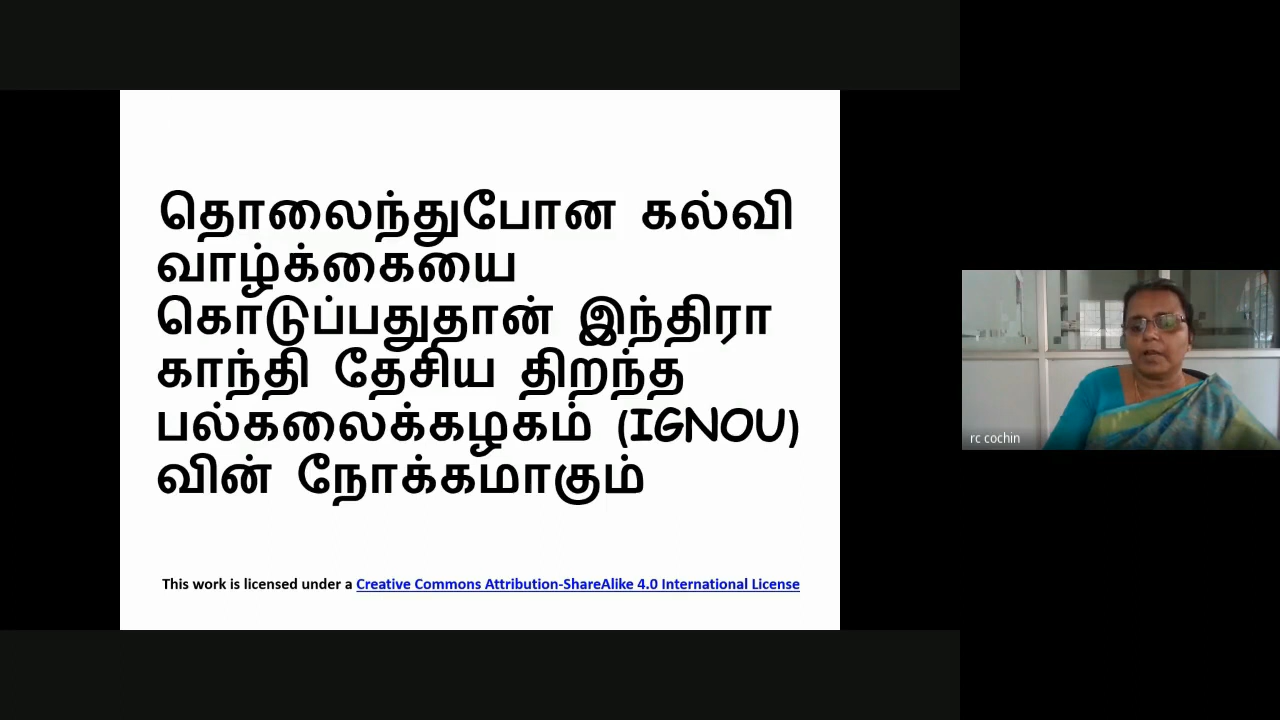 தொலைந்துபோன கல்வி
வாழ்க்கையை
கொடுப்பதுதான் இந்திரா
காந்தி தேசிய திறந்த
பல்கலைக்கழகம் (IGNOU)
வின் நோக்கமாகும்
This work is licensed under a Creative Commons Attribution-ShareAlike 4.0 International License
rc cochin